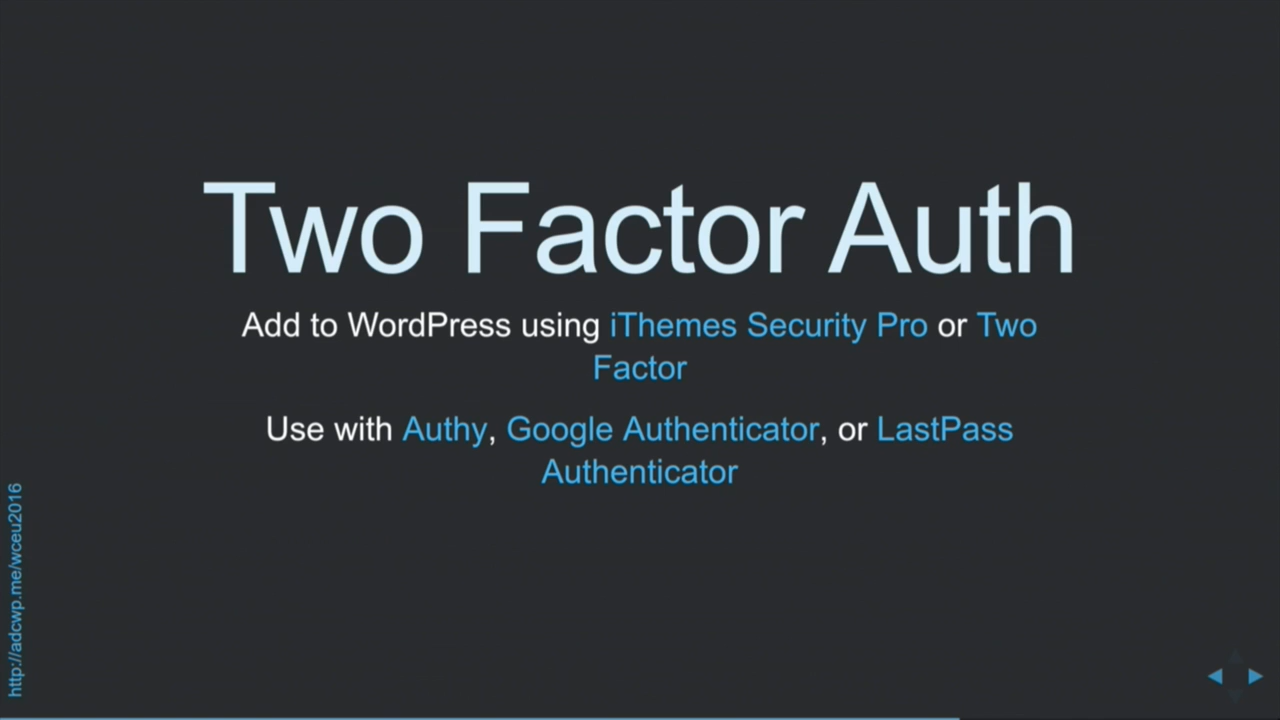 Two Factor Auth
Add to WordPress using iThemes Security Pro or Two
Factor
Use with Authy, Google Authenticator, or LastPass
Authenticator
http://adcwp.me/wceu2016